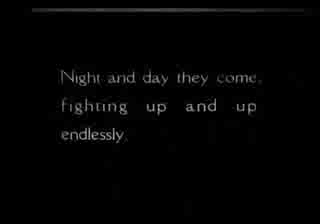 Night and day they come,
fighting up and up
endlessly.